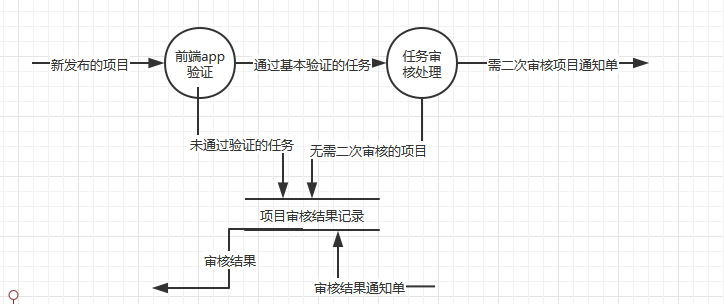 新发布的项目
前端app
验证
通过基本验证的任务
任务审
核处理
需二次审核项目通知单
未通过验证的任务
无需二次审核的项目
项目审核结果记录
审核结果
审核结果通知单